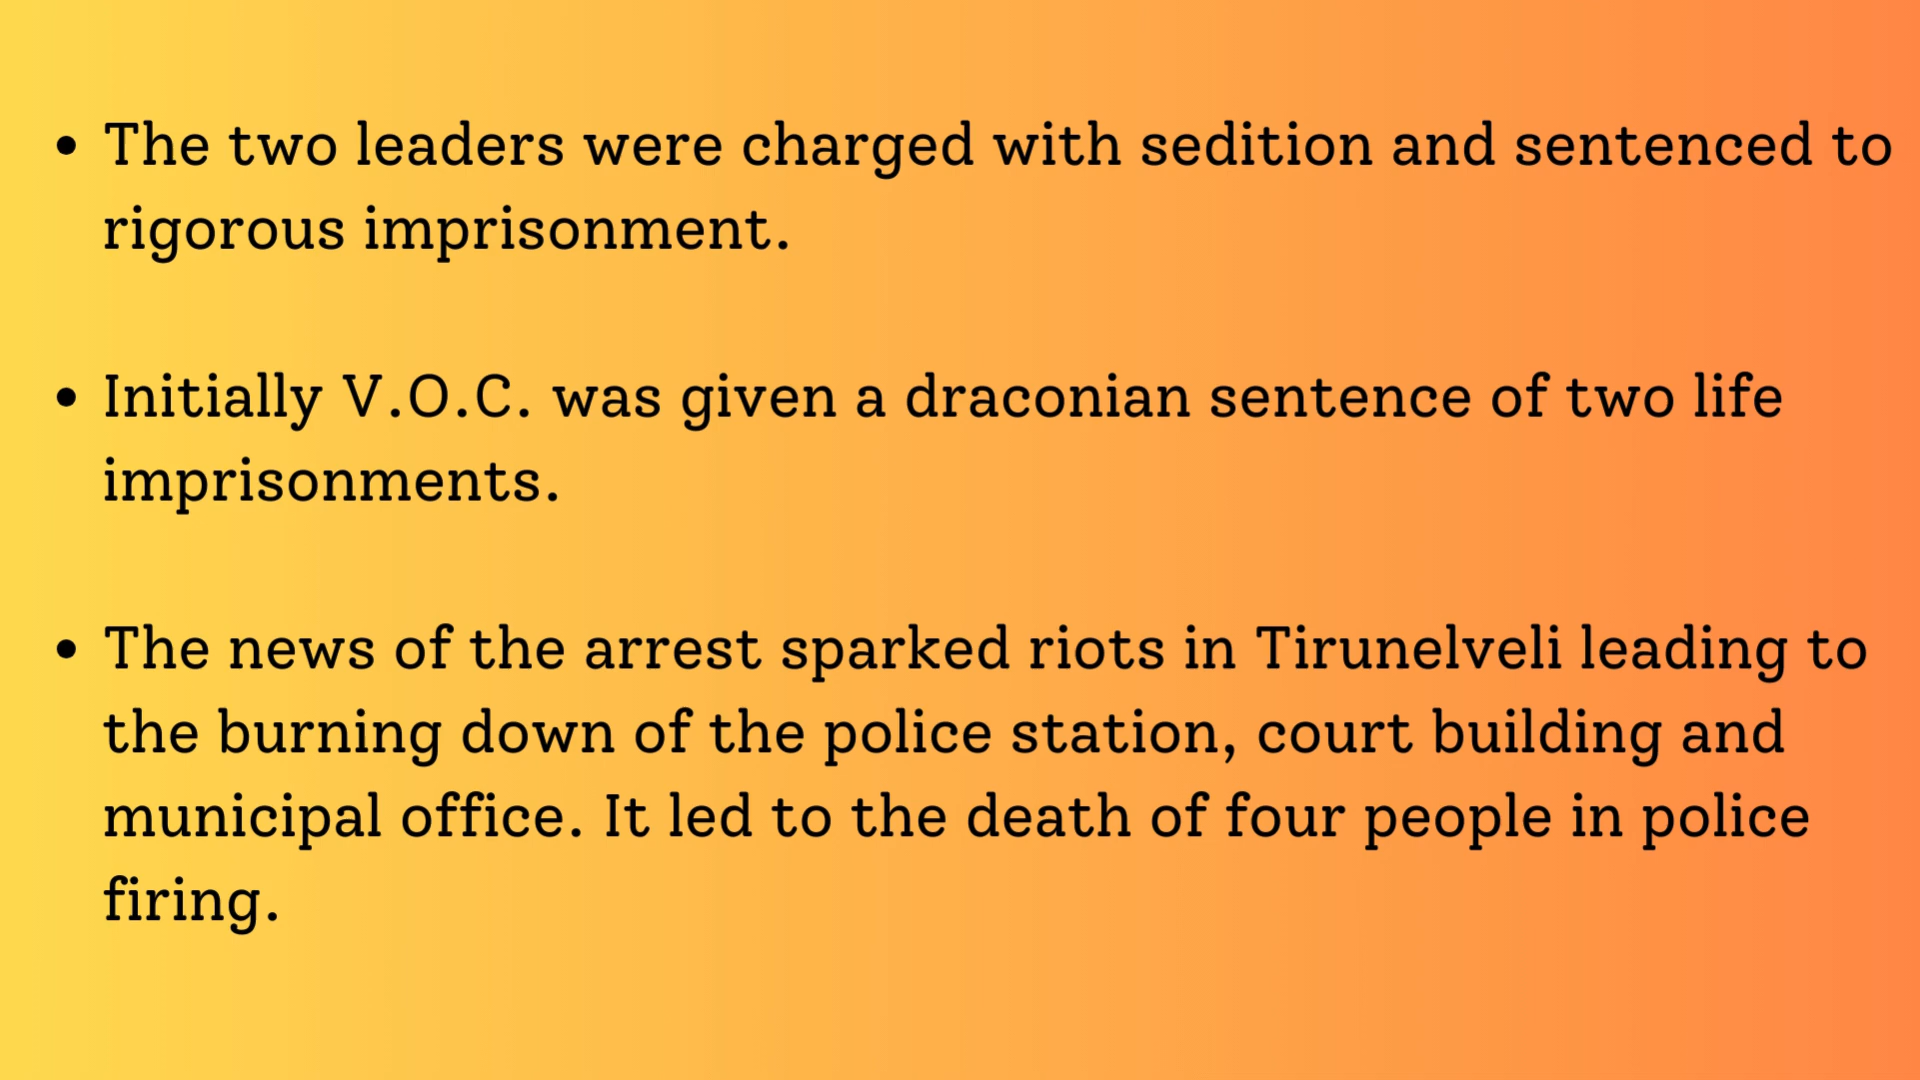 • The two leaders were charged with sedition and sentenced to
rigorous imprisonment.
• Initially V.O.C. was given a draconian sentence of two life
imprisonments.
• The news of the arrest sparked riots in Tirunelveli leading to
the burning down of the police station, court building and
municipal office. It led to the death of four people in police
firing.